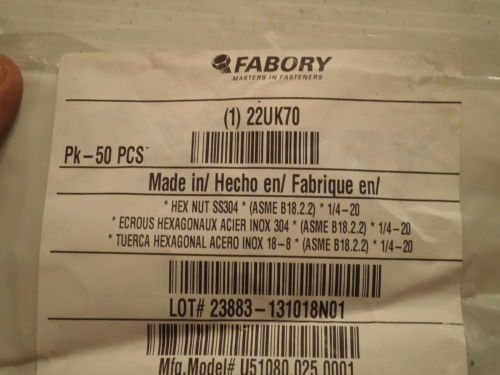 FABORY
MASTERS IN FASTENERS
(1) 22UK70
Pk-50 PCS
Made in/ Hecho en/ Fabrique en/
* HEX NUT SS304 * (ASME B18.2.2) * 1/4-20
* ECROUS HEXAGONAUX ACIER INOX 304 * (ASME B18.2.2) * 1/4-20
* TUERCA HEXAGONAL ACERO INOX 18-8 * (ASME B18.2.2) * 1/4-20
LOT# 23883-131018N01
Mfg.Model# U51080.025.0001